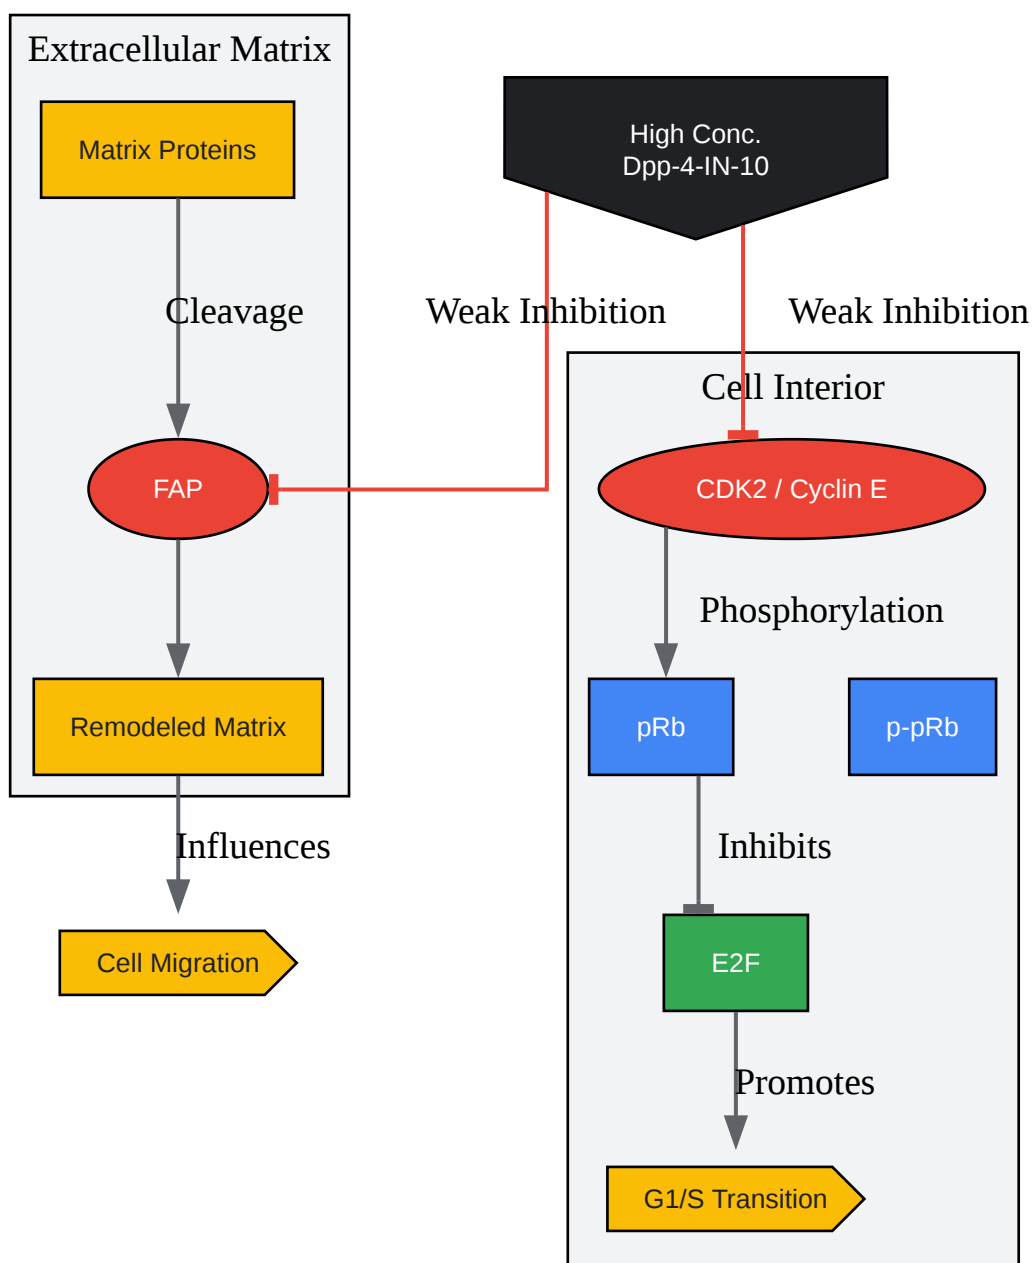 Extracellular Matrix
Matrix Proteins
High Conc.
Dpp-4-IN-10
Cleavage
Weak Inhibition
Weak Inhibition
Cell Interior
FAP
CDK2 / Cyclin E
Phosphorylation
Remodeled Matrix
pRb
p-pRb
Influences
Inhibits
Cell Migration
E2F
Promotes
G1/S Transition